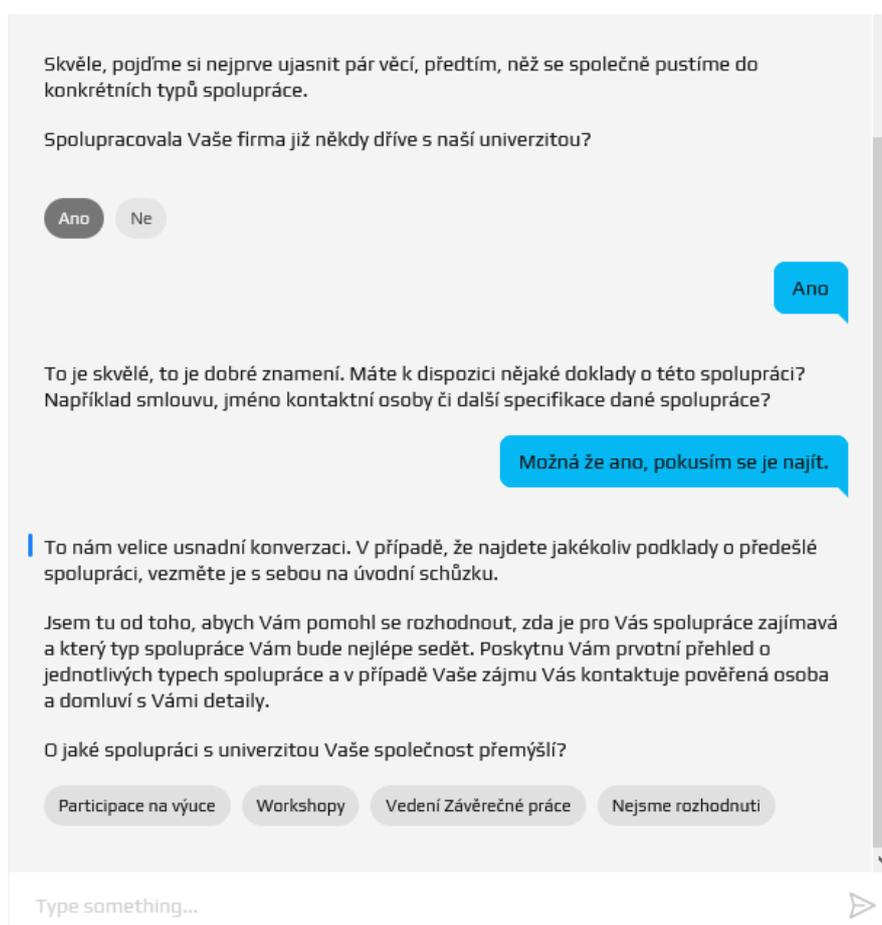 Skvěle, pojďme si nejprve ujasnit pár věcí, předtím, něž se společně pustíme do
konkrétních typů spolupráce.
Spolupracovala Vaše firma již někdy dříve s naší univerzitou?
Ano Ne
Ano
To je skvělé, to je dobré znamení. Máte k dispozici nějaké doklady o této spolupráci?
Například smlouvu, jméno kontaktní osoby či další specifikace dané spolupráce?
Možná že ano, pokusím se je najít.
To nám velice usnadní konverzaci. V případě, že najdete jakékoliv podklady o předešlé
spolupráci, vezměte je s sebou na úvodní schůzku.
Jsem tu od toho, abych Vám pomohl se rozhodnout, zda je pro Vás spolupráce zajímavá
a který typ spolupráce Vám bude nejlépe sedět. Poskytnu Vám prvotní přehled o
jednotlivých typech spolupráce a v případě Vaše zájmu Vás kontaktuje pověřená osoba
a domluví s Vámi detaily.
O jaké spolupráci s univerzitou Vaše společnost přemýšlí?
Participace na výuce Workshopy Vedení Závěrečné práce Nejsme rozhodnuti
Type something...